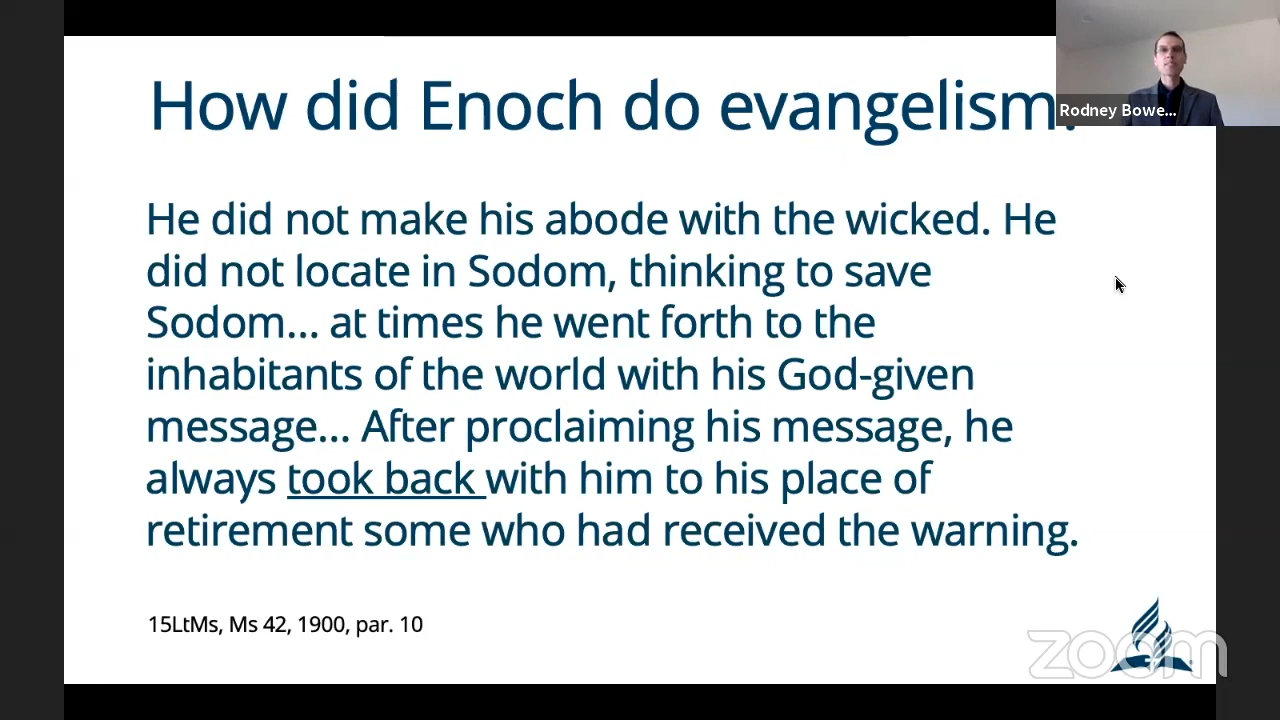 How did Enoch do evangelism?
Rodney Bowe...
He did not make his abode with the wicked. He
did not locate in Sodom, thinking to save
Sodom... at times he went forth to the
inhabitants of the world with his God-given
message... After proclaiming his message, he
always took back with him to his place of
retirement some who had received the warning.
15LtMs, Ms 42, 1900, par. 10
zoom